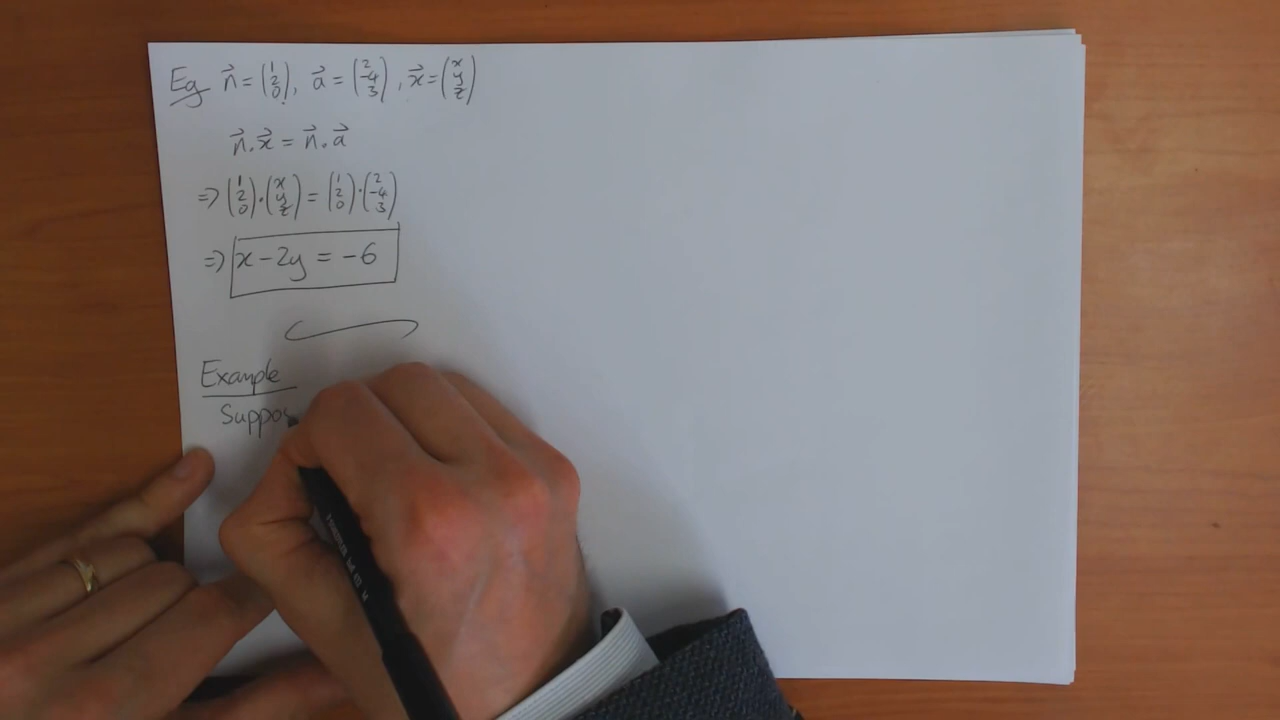 Eg n⃗ = (1 2 0), a⃗ = (2 -4 3), x⃗ = (x y z)
n⃗.x⃗ = n⃗.a⃗
⇒ (1 2 0).(x y z) = (1 2 0).(2 -4 3)
⇒ x - 2y = -6
Example
Suppos